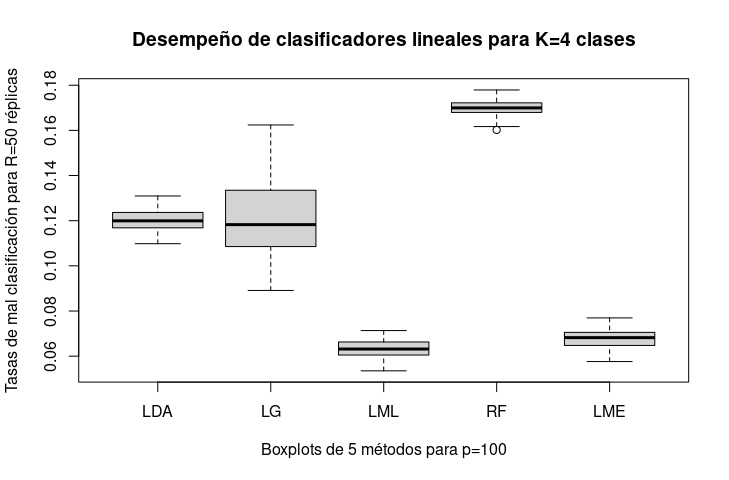 Desempeño de clasificadores lineales para K=4 clases
Tasas de mal clasificación para R=50 réplicas
0.18
0.16
0.14
0.12
0.10
0.08
0.06
LDA LG LML RF LME
Boxplots de 5 métodos para p=100